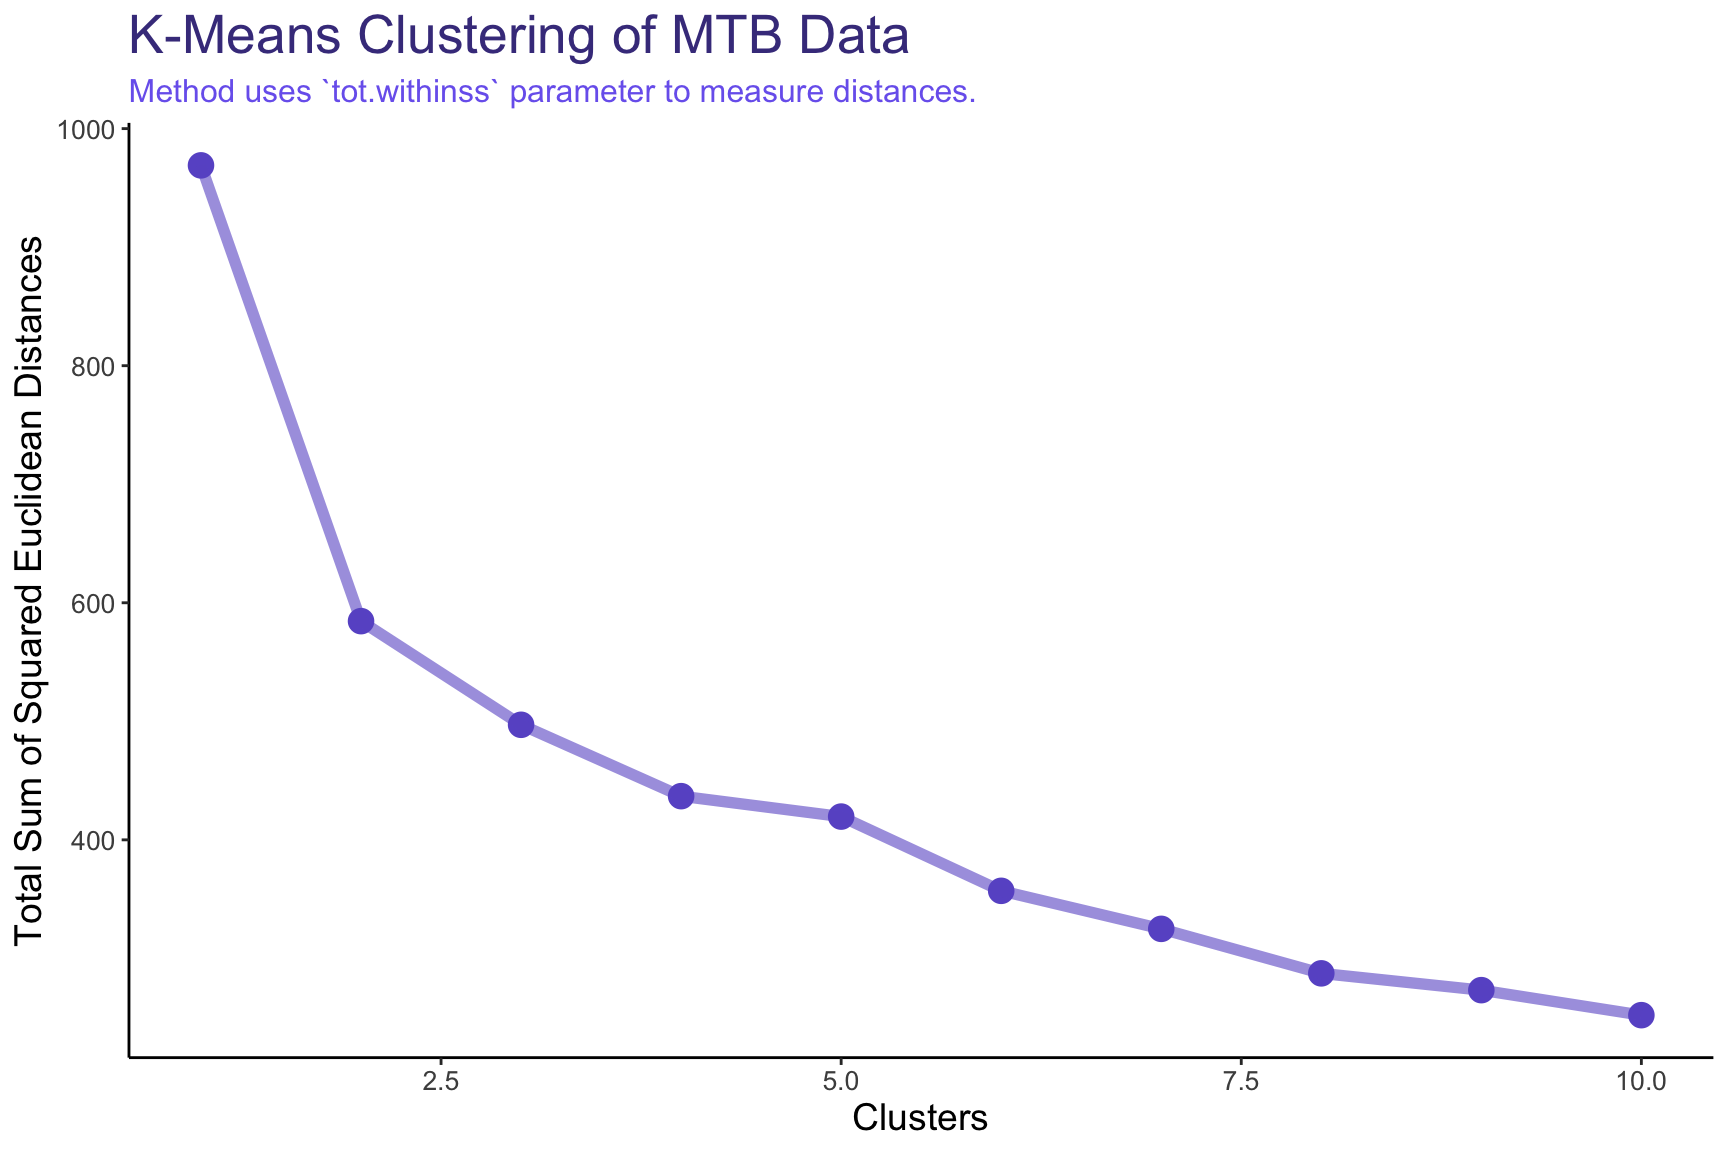 K-Means Clustering of MTB Data
Method uses `tot.withinss` parameter to measure distances.
Total Sum of Squared Euclidean Distances
1000
800
600
400
2.5
5.0
7.5
10.0
Clusters